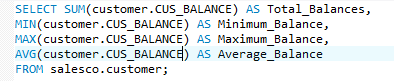 SELECT SUM(customer.CUS_BALANCE) AS Total_Balances,
MIN(customer.CUS_BALANCE) AS Minimum_Balance,
MAX(customer.CUS_BALANCE) AS Maximum_Balance,
AVG(customer.CUS_BALANCE) AS Average_Balance
FROM salesco.customer;